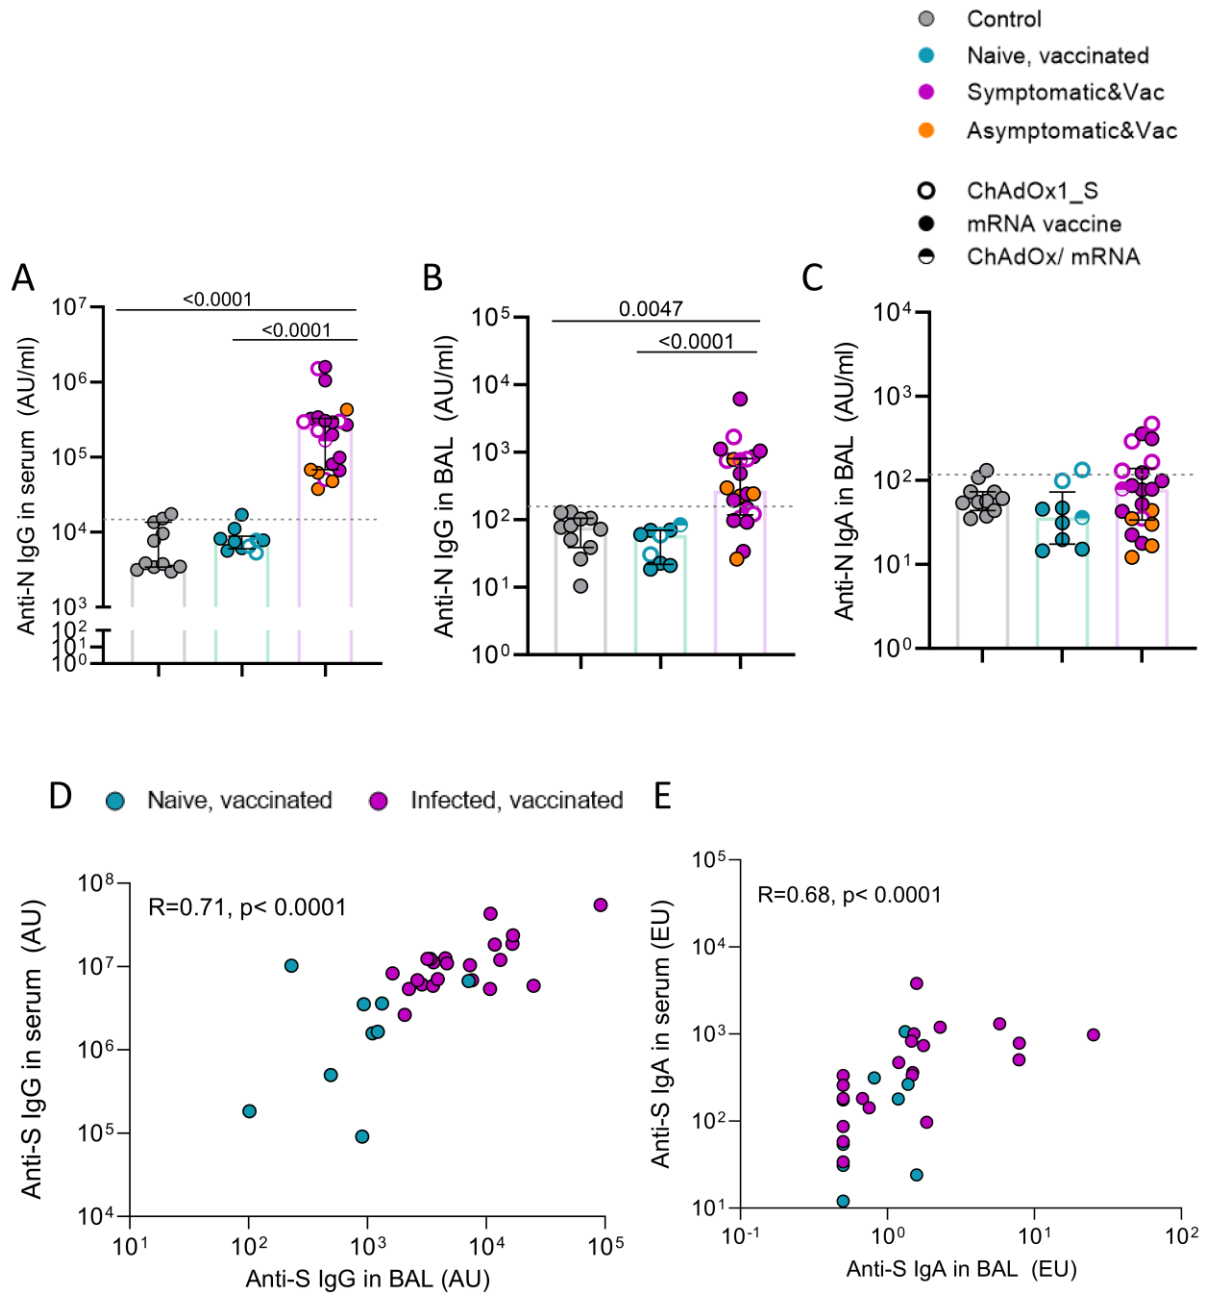 Control
Naive, vaccinated
Symptomatic&Vac
Asymptomatic&Vac
ChAdOx1_S
mRNA vaccine
ChAdOx/ mRNA
A
Anti-N IgG in serum (AU/ml)
10⁷
10⁶
10⁵
10⁴
10³
10²
10¹
10⁰
<0.0001
<0.0001
B
Anti-N IgG in BAL (AU/ml)
10⁵
10⁴
10³
10²
10¹
10⁰
0.0047
<0.0001
C
Anti-N IgA in BAL (AU/ml)
10⁴
10³
10²
10¹
10⁰
D
Naive, vaccinated
Infected, vaccinated
Anti-S IgG in serum (AU)
10⁸
10⁷
10⁶
10⁵
10⁴
R=0.71, p< 0.0001
10¹ 10² 10³ 10⁴ 10⁵
Anti-S IgG in BAL (AU)
E
Anti-S IgA in serum (EU)
10⁵
10⁴
10³
10²
10¹
R=0.68, p< 0.0001
10⁻¹ 10⁰ 10¹ 10²
Anti-S IgA in BAL (EU)